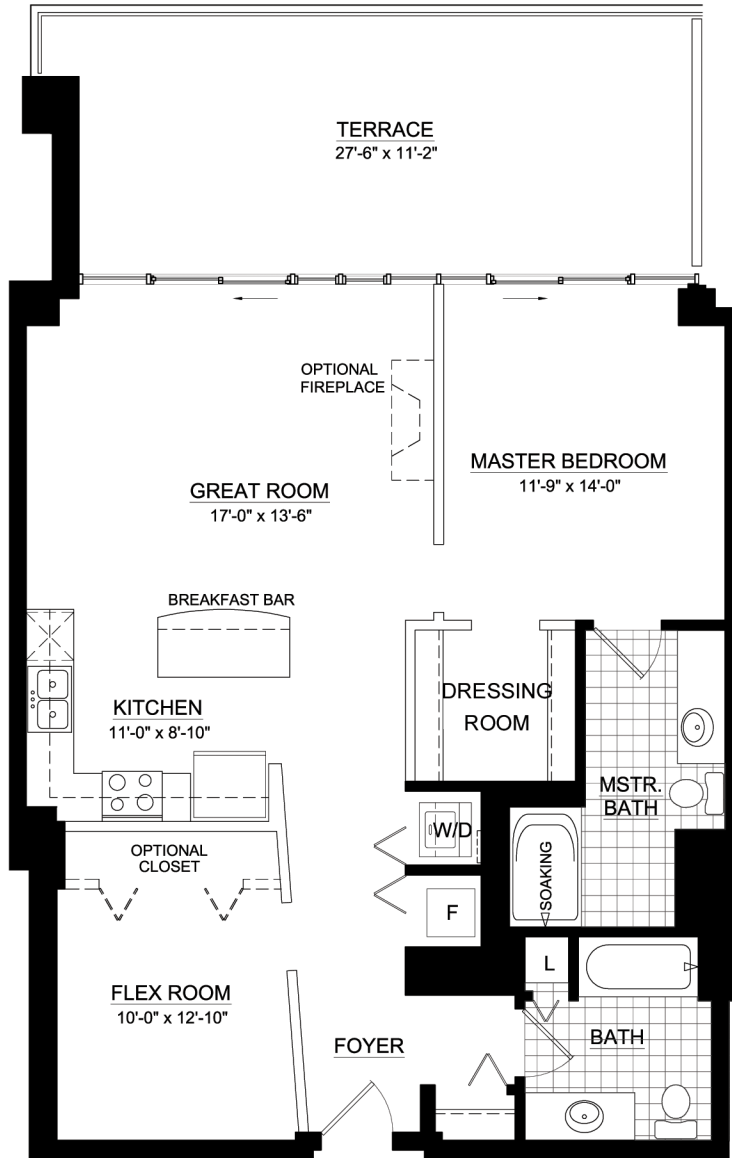 TERRACE
27'-6" x 11'-2"
OPTIONAL
FIREPLACE
MASTER BEDROOM
11'-9" x 14'-0"
GREAT ROOM
17'-0" x 13'-6"
BREAKFAST BAR
DRESSING
ROOM
KITCHEN
11'-0" x 8'-10"
MSTR.
BATH
W/D
OPTIONAL
CLOSET
SOAKING
F
L
FLEX ROOM
10'-0" x 12'-10"
FOYER
BATH